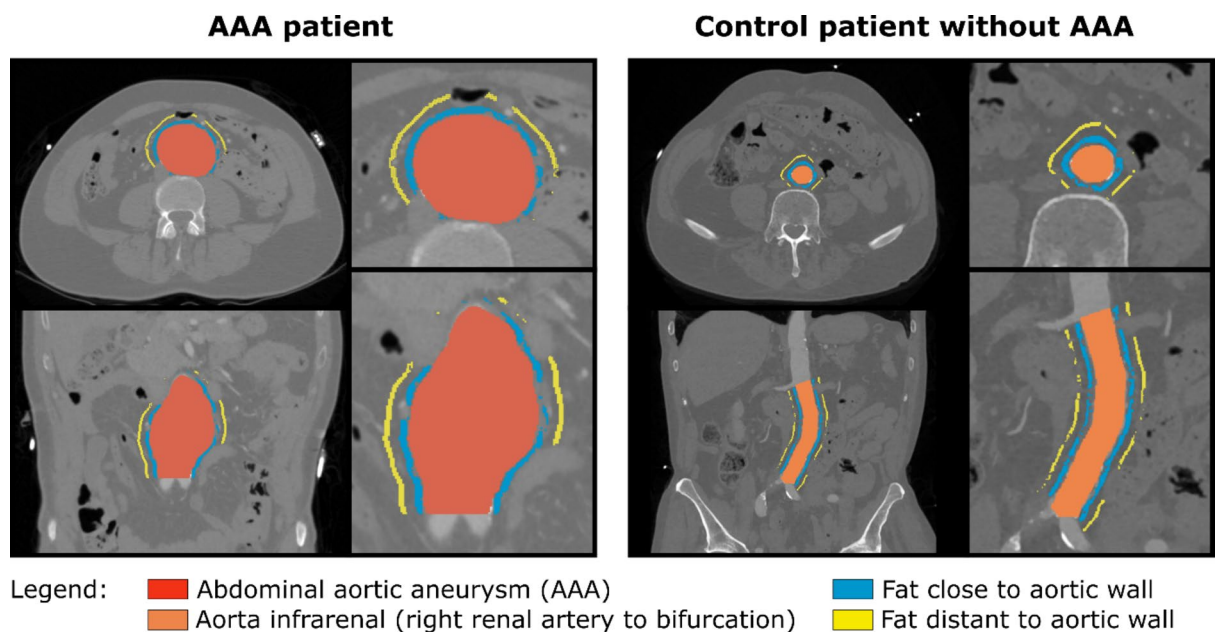 AAA patient
Control patient without AAA
Legend:
Abdominal aortic aneurysm (AAA)
Fat close to aortic wall
Aorta infrarenal (right renal artery to bifurcation)
Fat distant to aortic wall